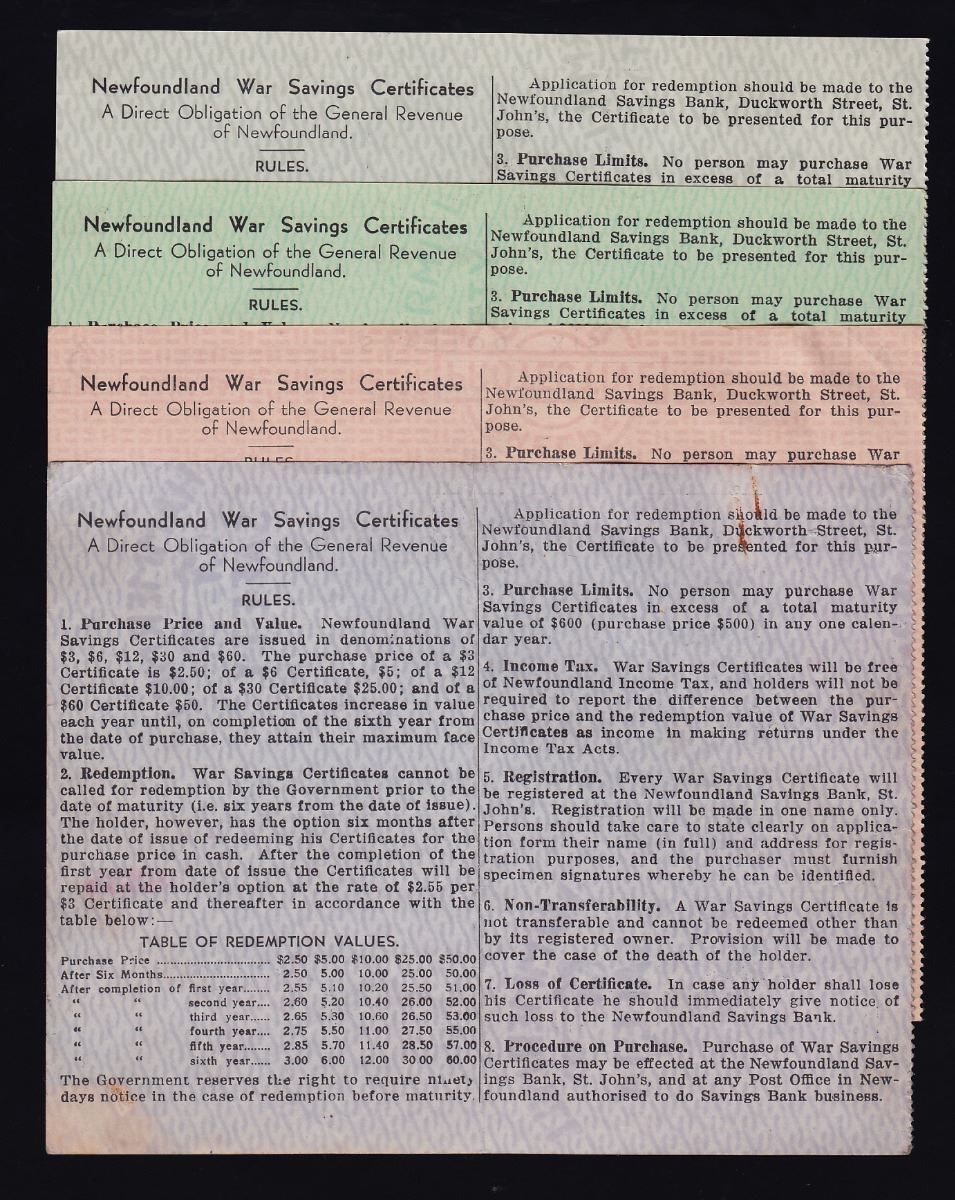 Newfoundland War Savings Certificates
A Direct Obligation of the General Revenue
of Newfoundland.
RULES.
Application for redemption should be made to the
Newfoundland Savings Bank, Duckworth Street, St.
John's, the Certificate to be presented for this pur-
pose.
3. Purchase Limits. No person may purchase War
Savings Certificates in excess of a total maturity
Newfoundland War Savings Certificates
A Direct Obligation of the General Revenue
of Newfoundland.
RULES.
Application for redemption should be made to the
Newfoundland Savings Bank, Duckworth Street, St.
John's, the Certificate to be presented for this pur-
pose.
3. Purchase Limits. No person may purchase War
Savings Certificates in excess of a total maturity
Newfoundland War Savings Certificates
A Direct Obligation of the General Revenue
of Newfoundland.
RULES
Application for redemption should be made to the
Newfoundland Savings Bank, Duckworth Street, St.
John's, the Certificate to be presented for this pur-
pose.
3. Purchase Limits. No person may purchase War
Newfoundland War Savings Certificates
A Direct Obligation of the General Revenue
of Newfoundland.
RULES.
1. Purchase Price and Value. Newfoundland War
Savings Certificates are issued in denominations of
$3, $6, $12, $30 and $60. The purchase price of a $3
Certificate is $2.50; of a $6 Certificate, $5; of a $12
Certificate $10.00; of a $30 Certificate $25.00; and of a
$60 Certificate $50. The Certificates increase in value
each year until, on completion of the sixth year from
the date of purchase, they attain their maximum face
value.
2. Redemption. War Savings Certificates cannot be
called for redemption by the Government prior to the
date of maturity (i.e. six years from the date of issue).
The holder, however, has the option six months after
the date of issue of redeeming his Certificates for the
purchase price in cash. After the completion of the
first year from date of issue the Certificates will be
repaid at the holder's option at the rate of $2.55 per
$3 Certificate and thereafter in accordance with the
table below:—
TABLE OF REDEMPTION VALUES.
Purchase Price ................................ $2.50 $5.00 $10.00 $25.00 $50.00
After Six Months............................... 2.50 5.00 10.00 25.00 50.00
After completion of first year........ 2.55 5.10 10.20 25.50 51.00
“ “ second year.... 2.60 5.20 10.40 26.00 52.00
“ “ third year...... 2.65 5.30 10.60 26.50 53.00
“ “ fourth year.... 2.75 5.50 11.00 27.50 55.00
“ “ fifth year....... 2.85 5.70 11.40 28.50 57.00
“ “ sixth year...... 3.00 6.00 12.00 30 00 60.00
The Government reserves the right to require ninety
days notice in the case of redemption before maturity.
Application for redemption should be made to the
Newfoundland Savings Bank, Duckworth Street, St.
John's, the Certificate to be presented for this pur-
pose.
3. Purchase Limits. No person may purchase War
Savings Certificates in excess of a total maturity
value of $600 (purchase price $500) in any one calen-
dar year.
4. Income Tax. War Savings Certificates will be free
of Newfoundland Income Tax, and holders will not be
required to report the difference between the pur-
chase price and the redemption value of War Savings
Certificates as income in making returns under the
Income Tax Acts.
5. Registration. Every War Savings Certificate will
be registered at the Newfoundland Savings Bank, St.
John's. Registration will be made in one name only.
Persons should take care to state clearly on applica-
tion form their name (in full) and address for regis-
tration purposes, and the purchaser must furnish
specimen signatures whereby he can be identified.
6. Non-Transferability. A War Savings Certificate is
not transferable and cannot be redeemed other than
by its registered owner. Provision will be made to
cover the case of the death of the holder.
7. Loss of Certificate. In case any holder shall lose
his Certificate he should immediately give notice of
such loss to the Newfoundland Savings Bank.
8. Procedure on Purchase. Purchase of War Savings
Certificates may be effected at the Newfoundland Sav-
ings Bank, St. John's, and at any Post Office in New-
foundland authorised to do Savings Bank business.